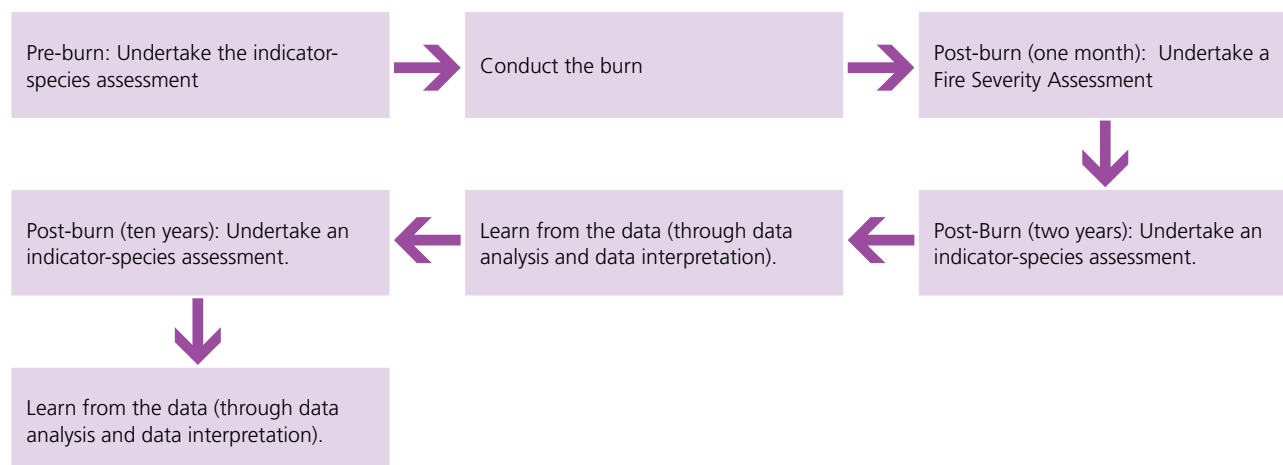 Pre-burn: Undertake the indicator-
species assessment
Conduct the burn
Post-burn (one month): Undertake a
Fire Severity Assessment
Post-Burn (two years): Undertake an
indicator-species assessment.
Learn from the data (through data
analysis and data interpretation).
Post-burn (ten years): Undertake an
indicator-species assessment.
Learn from the data (through data
analysis and data interpretation).